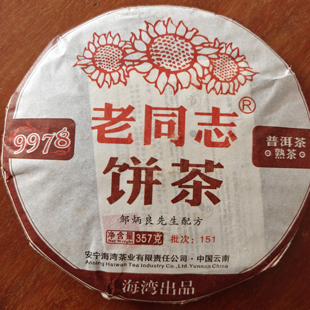 老同志®
饼茶
9978
普洱茶
·熟茶·
邹炳良先生配方
净含量 357克
批次：151
安宁海湾茶业有限责任公司·中国云南
Anning Haiwan Tea Industry Co.,Ltd. Yunnan China
海湾出品